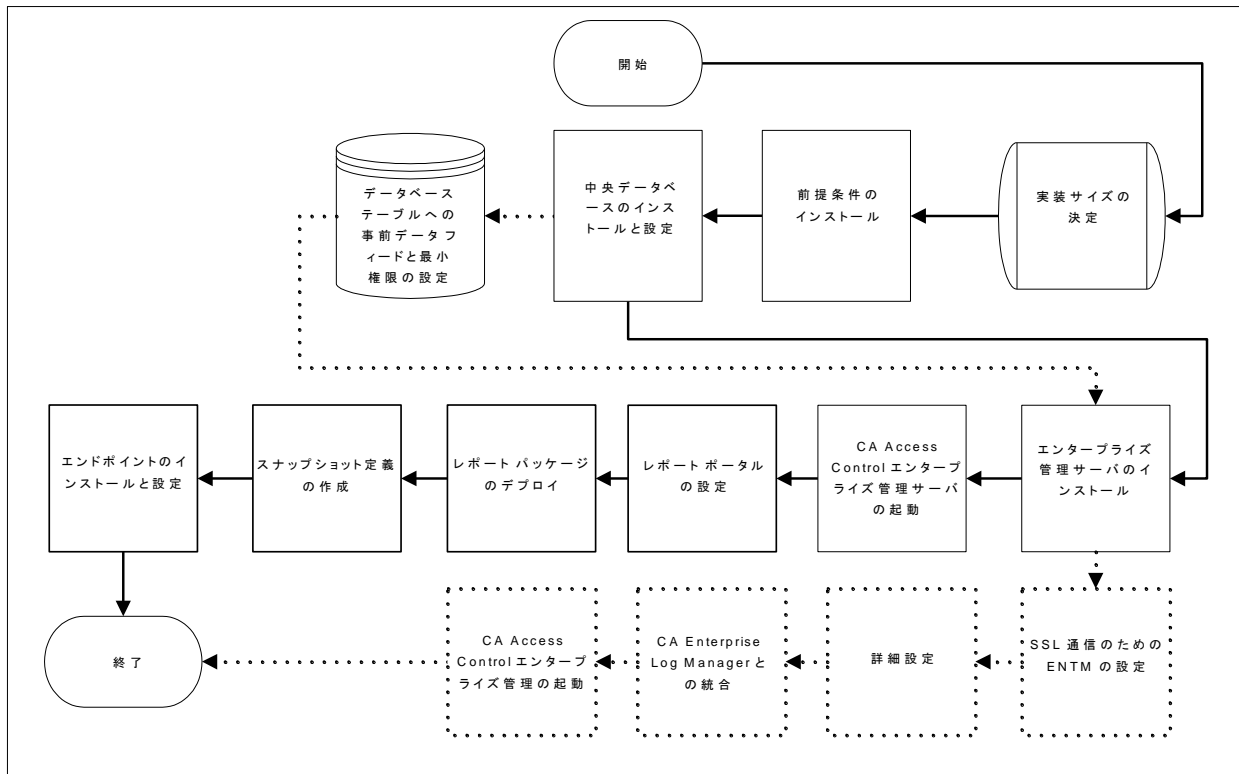 開始
データベース
テーブルへの
事前データフ
ィードと最小
権限の設定
中央データベ
ースのインス
トールと設定
前提条件の
インストール
実装サイズの
決定
エンドポイントのイ
ンストールと設定
スナップショット定義
の作成
レポート パッケージ
のデプロイ
レポート ポータル
の設定
CA Access
Control エンタープ
ライズ管理サーバ
の起動
エンタープライズ
管理サーバのイ
ンストール
終了
CA Access
Control エンタープ
ライズ管理の起動
CA Enterprise
Log Manager と
の統合
詳細設定
SSL 通信のための
ENTM の設定